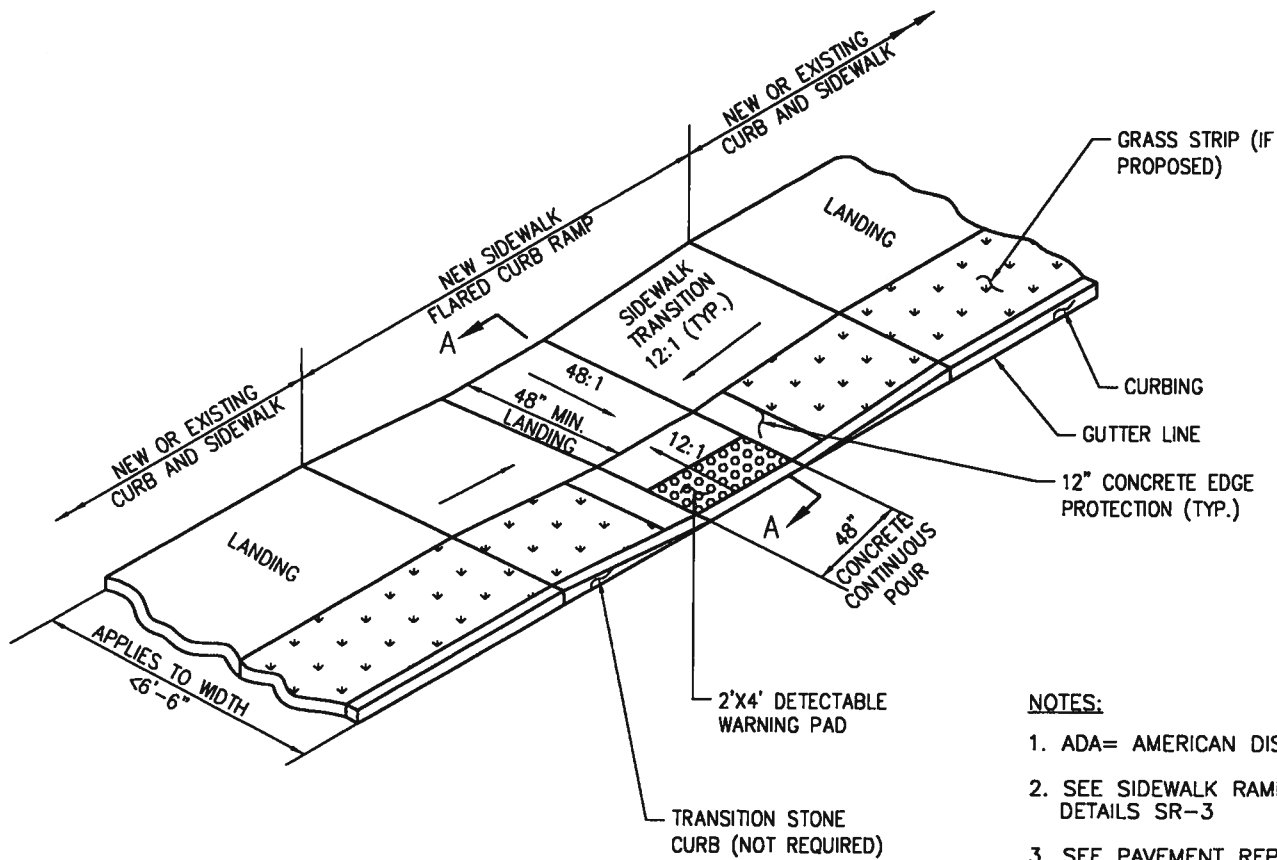 NEW OR EXISTING
CURB AND SIDEWALK
GRASS STRIP (IF
PROPOSED)
LANDING
NEW SIDEWALK
FLARED CURB RAMP
SIDEWALK
TRANSITION
12:1 (TYP.)
A
48:1
48" MIN.
LANDING
12:1
CURBING
GUTTER LINE
12" CONCRETE EDGE
PROTECTION (TYP.)
NEW OR EXISTING
CURB AND SIDEWALK
A
48"
CONCRETE
CONTINUOUS
POUR
LANDING
APPLIES TO WIDTH
<6'-6"
2'X4' DETECTABLE
WARNING PAD
TRANSITION STONE
CURB (NOT REQUIRED)
NOTES:
1. ADA= AMERICAN DIS
2. SEE SIDEWALK RAM
DETAILS SR-3
3. SEE PAVEMENT REP